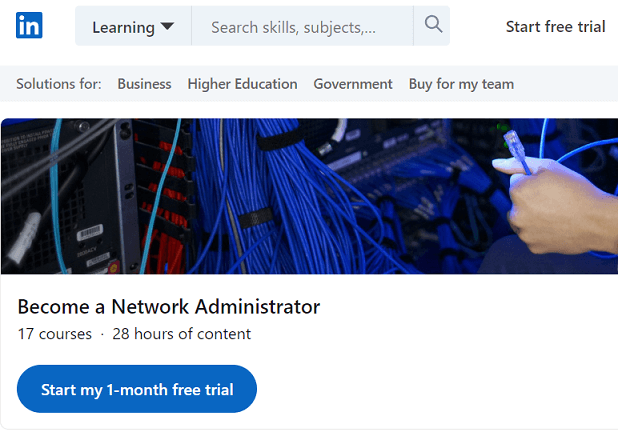 in
Learning
Search skills, subjects,...
Start free trial
Solutions for: Business Higher Education Government Buy for my team
Become a Network Administrator
17 courses · 28 hours of content
Start my 1-month free trial